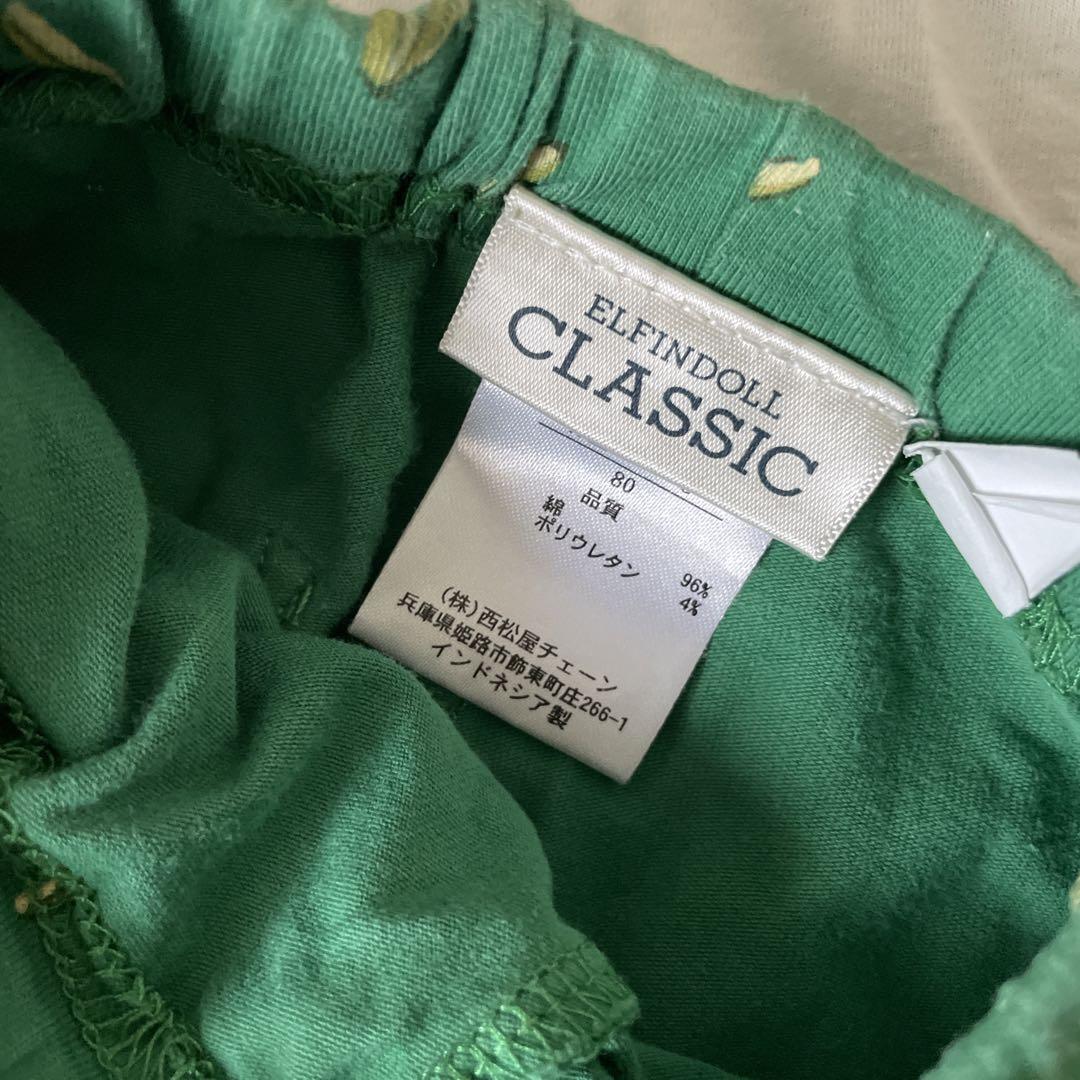 ELFINDOLL
CLASSIC
80
品質
綿 96%
ポリウレタン 4%
(株)西松屋チェーン
兵庫県姫路市飾東町庄266-1
インドネシア製